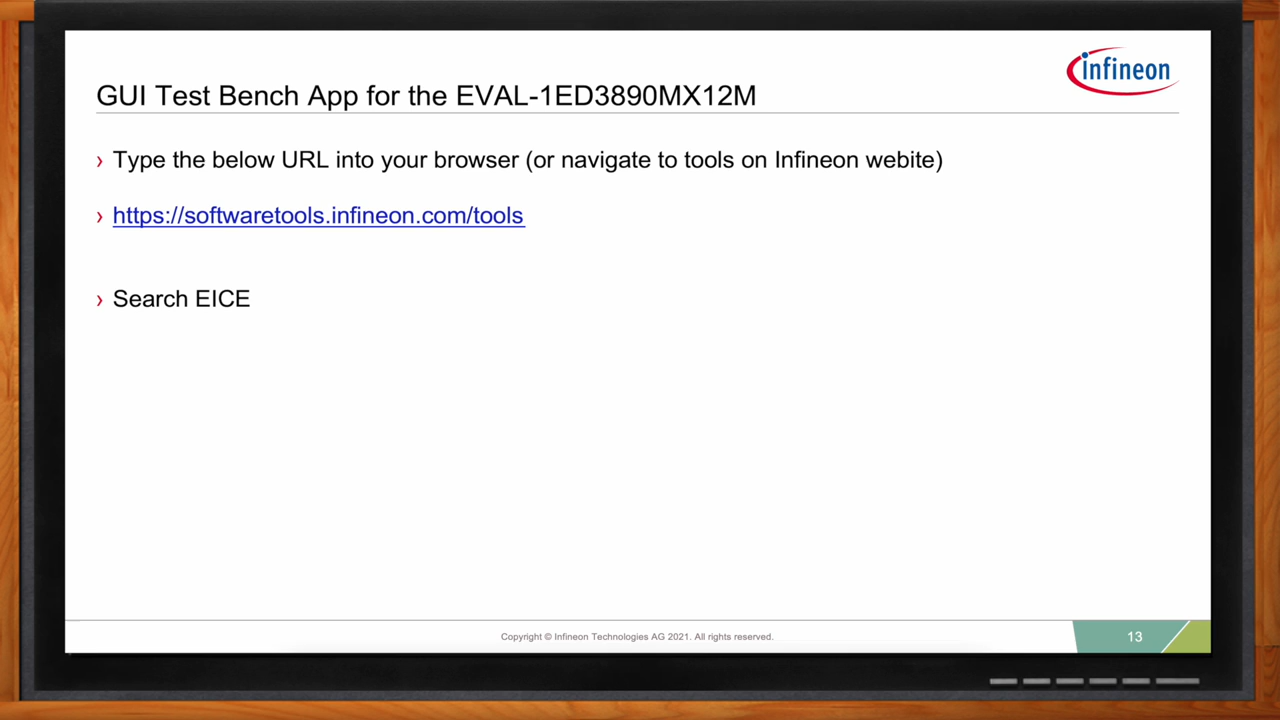 infineon
GUI Test Bench App for the EVAL-1ED3890MX12M
› Type the below URL into your browser (or navigate to tools on Infineon webite)
› https://softwaretools.infineon.com/tools
› Search EICE
Copyright © Infineon Technologies AG 2021. All rights reserved.
13